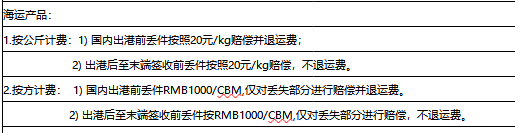 海运产品：
1.按公斤计费：1) 国内出港前丢件按照20元/kg赔偿并退运费；
2) 出港后至末端签收前丢件按照20元/kg赔偿，不退运费。
2.按方计费： 1) 国内出港前丢件RMB1000/CBM,仅对丢失部分进行赔偿并退运费。
2) 出港后至末端签收前丢件按RMB1000/CBM,仅对丢失部分进行赔偿，不退运费。